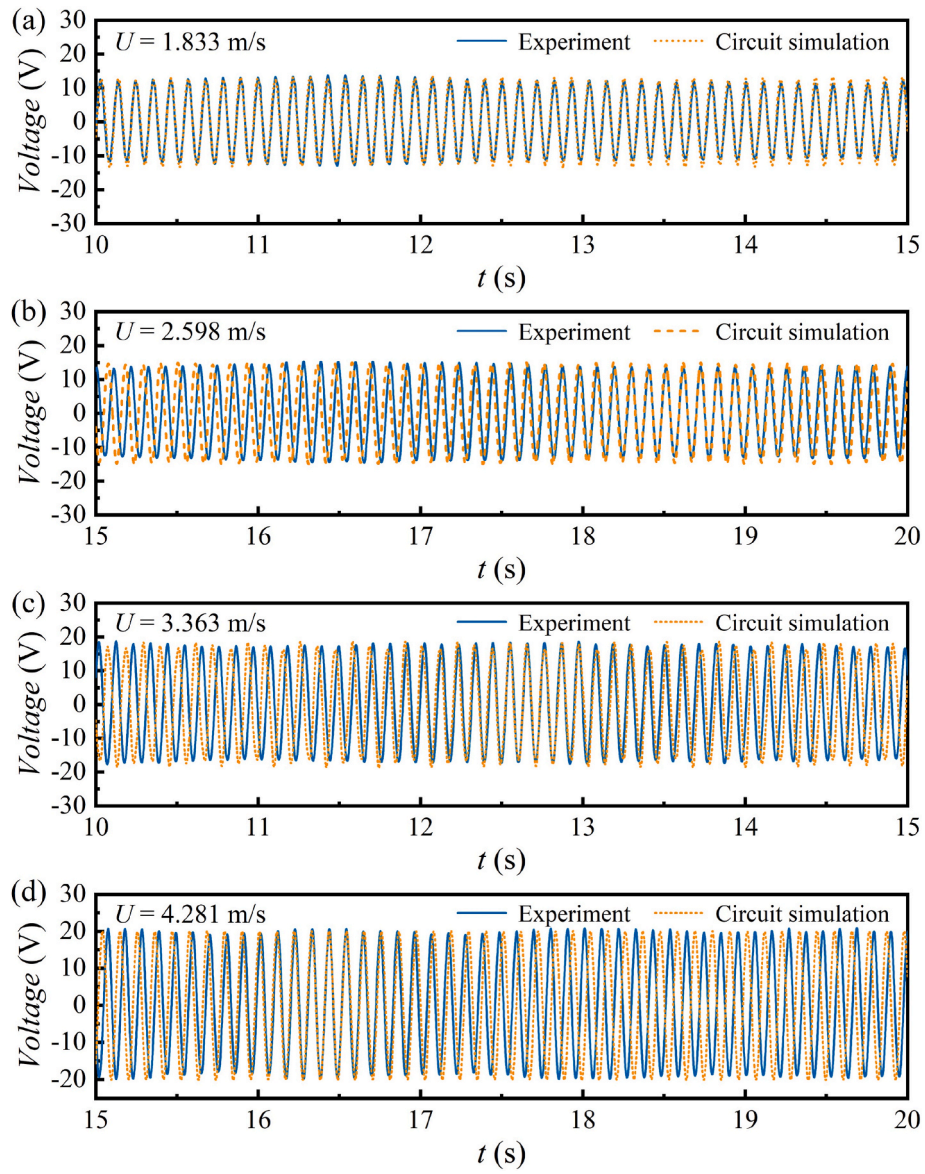 (a)
30
U = 1.833 m/s
Experiment
Circuit simulation
20
10
0
-10
-20
-30
Voltage (V)
10
11
12
13
14
15
t (s)
(b)
30
U = 2.598 m/s
Experiment
Circuit simulation
20
10
0
-10
-20
-30
Voltage (V)
15
16
17
18
19
20
t (s)
(c)
30
U = 3.363 m/s
Experiment
Circuit simulation
20
10
0
-10
-20
-30
Voltage (V)
10
11
12
13
14
15
t (s)
(d)
30
U = 4.281 m/s
Experiment
Circuit simulation
20
10
0
-10
-20
Voltage (V)
15
16
17
18
19
20
t (s)